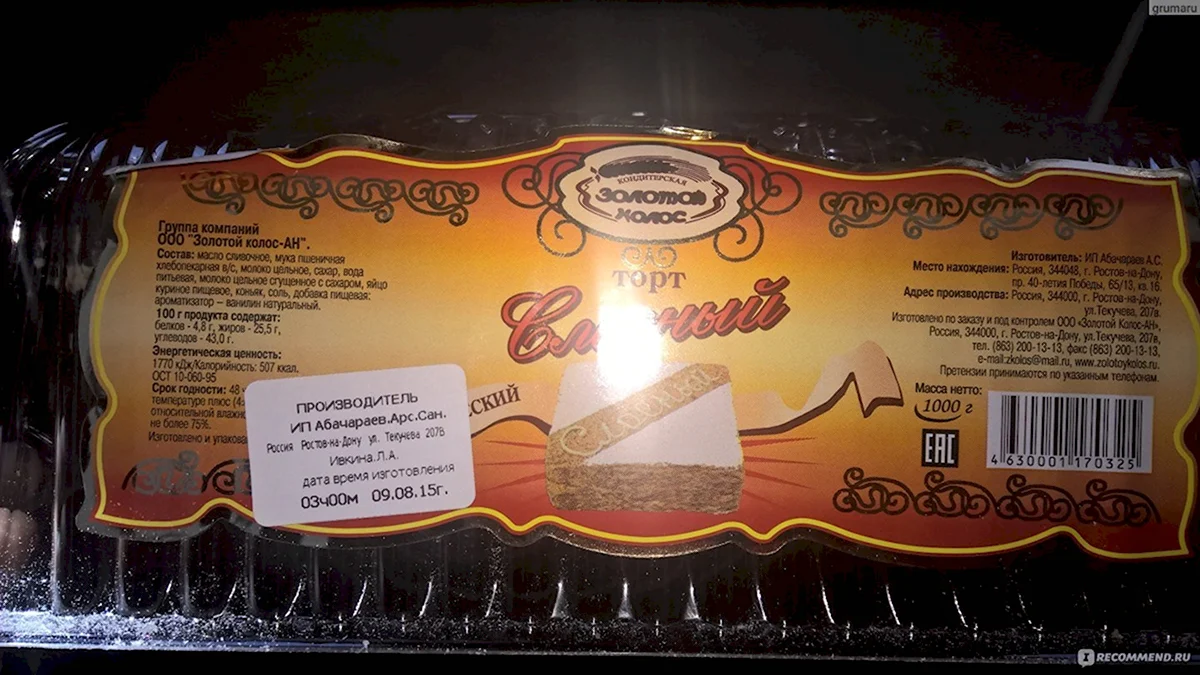 grumaru
КОНДИТЕРСКАЯ
ЗОЛОТОЙ
КОЛОС
ТОРТ
Группа компаний
ООО "Золотой колос-АН".
Состав: масло сливочное, мука пшеничная
хлебопекарная в/с, молоко цельное, сахар, вода
питьевая, молоко цельное сгущенное с сахаром, яйцо
куриное пищевое, коньяк, соль, добавка пищевая:
ароматизатор – ванилин натуральный.
100 г продукта содержат:
белков - 4,8 г, жиров - 25,5 г,
углеводов - 43,0 г.
Энергетическая ценность:
1770 кДж/Калорийность: 507 ккал.
ОСТ 10-060-95
Срок годности: 48
температуре плюс (4
относительной
не более 75%.
Изготовлено и
ПРОИЗВОДИТЕЛЬ
ИП Абачараев.Арс.Сан.
Россия Ростов-на-Дону ул. Текучева 207В
Ивкина.Л.А.
дата время изготовления
03ч00м 09.08.15г.
Изготовитель: ИП Абачараев А.С.
Место нахождения: Россия, 344048, г. Ростов-на-Дону,
пр. 40-летия Победы, 65/13, кв.16.
Адрес производства: Россия, 344000, г. Ростов-на-Дону,
ул.Текучева, 207в.
Изготовлено по заказу и под контролем ООО «Золотой Колос-АН»,
Россия, 344000, г. Ростов-на-Дону, ул.Текучева, 207в,
тел. (863) 200-13-13, факс (863) 200-13-13,
e-mail:zkolos@mail.ru, www.zolotoykolos.ru.
Претензии принимаются по указанным телефонам.
Масса нетто:
1000 г
EAC
4 630001 170325
RECOMMEND.RU